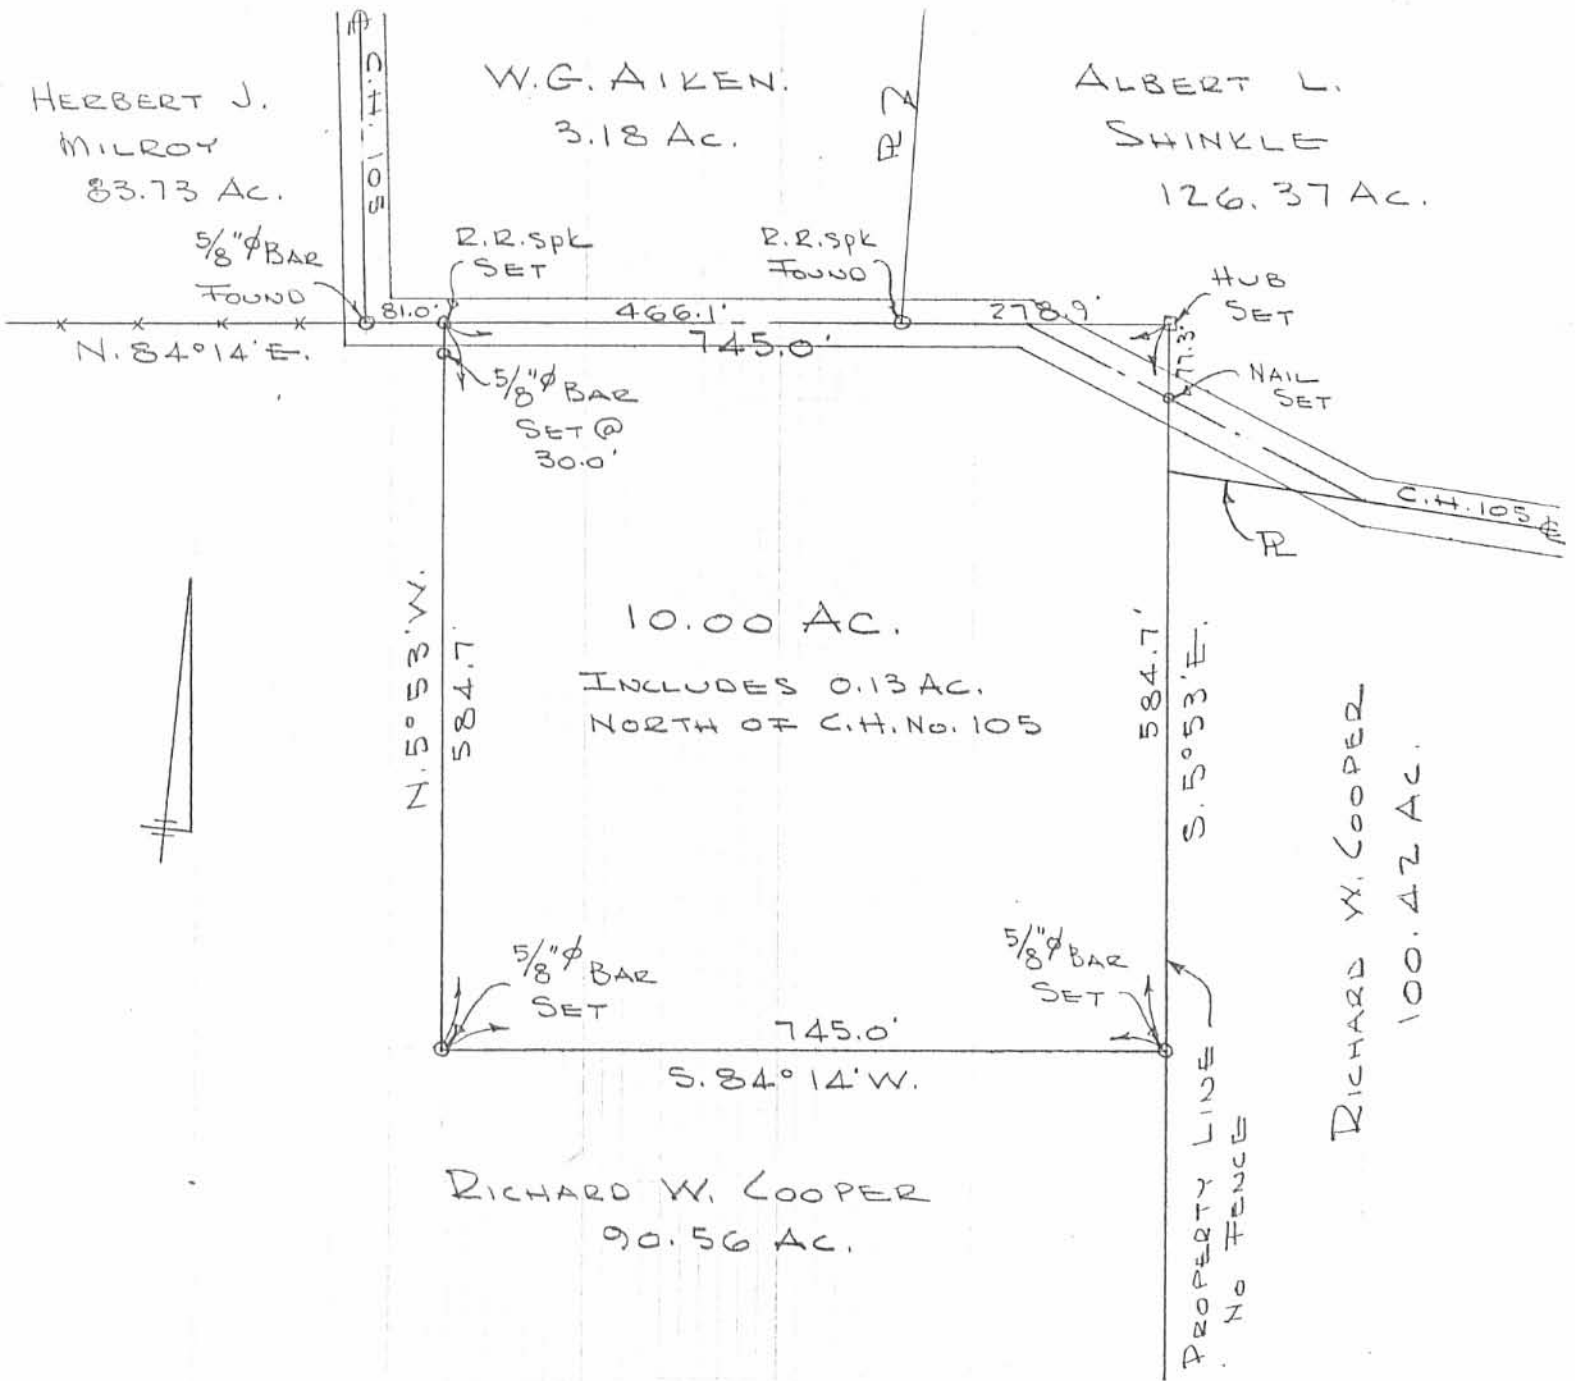 HERBERT J.
MILROY
83.73 AC.
C.H. 105
W.G. AIKEN.
3.18 AC.
PL
ALBERT L.
SHINKLE
126.37 AC.
5/8"φ BAR
FOUND
R.R. SPK
SET
R.R. SPK
FOUND
HUB
SET
81.0'
466.1'
278.9'
745.0'
N. 84° 14' E.
77.3'
NAIL
SET
5/8"φ BAR
SET @
30.0'
C.H. 105 ℄
PL
N. 5° 53' W.
584.7'
10.00 AC.
INCLUDES 0.13 AC.
NORTH OF C.H. No. 105
584.7'
S. 5° 53' E.
RICHARD W. COOPER
100.42 AC.
5/8"φ BAR
SET
5/8"φ BAR
SET
745.0'
S. 84° 14' W.
PROPERTY LINE
NO FENCE
RICHARD W. COOPER
90.56 AC.